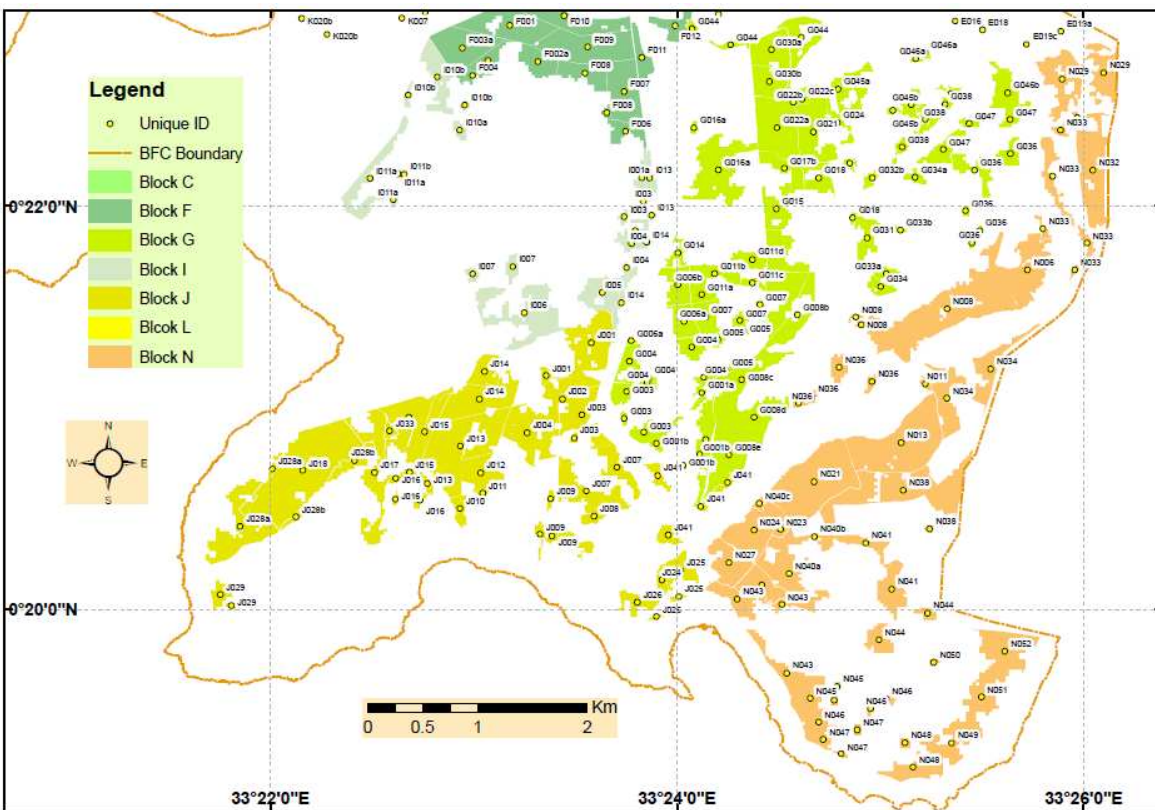 K020b
K007
F001
F010
G044
E016
E018
E019a
K020b
F003a
F009
F012
G044
G044
E019c
F002a
F011
G030a
G046a
G046a
I010b
F004
F008
N029
N029
Legend
I010b
I010b
F007
G030b
G045a
G046b
Unique ID
F008
G022b
G022c
G038
G045b
BFC Boundary
I010a
F006
G016a
G022a
G021
G024
G045b
G038
G047
G047
N033
Block C
G038
G047
G036
Block F
I011b
G016a
G017b
G036
N032
I011a
I011a
I001a
I013
G018
G032b
G034a
N033
Block G
I011a
I003
0°22'0"N
I003
I013
G015
G018
G033b
G036
G036
Block I
I004
I014
G031
G036
N033
N033
Block J
I007
I007
I004
G014
G011d
N006
N033
Blcok L
I005
G006b
G011b
G011c
G033a
G034
Block N
I006
I014
G011a
G007
G008b
N008
G006a
G007
G007
G005
N008
N008
J001
G006a
G005
G004
J014
J001
G004
G004
G005
G004
G008c
N036
N036
N011
N034
J014
J002
G003
G001a
N036
N034
J033
J015
J003
G003
G003
G008d
N
W
E
S
J013
J004
J003
G001b
G001b
G008e
N013
J028a
J018
J028b
J017
J015
J012
J007
J041
G001b
J041
N021
N038
J016
J013
J011
J009
J007
J016
J016
J010
J008
J041
N040c
J028a
J028b
J009
J009
J041
N024
N023
N040b
N041
N038
J025
N027
N040a
J029
J024
J025
N041
0°20'0"N
J029
J026
J025
N043
N043
N044
N044
N052
N050
N043
N045
N045
N046
N051
N046
N047
N047
N048
N049
N048
Km
0
0.5
1
2
33°22'0"E
33°24'0"E
33°26'0"E